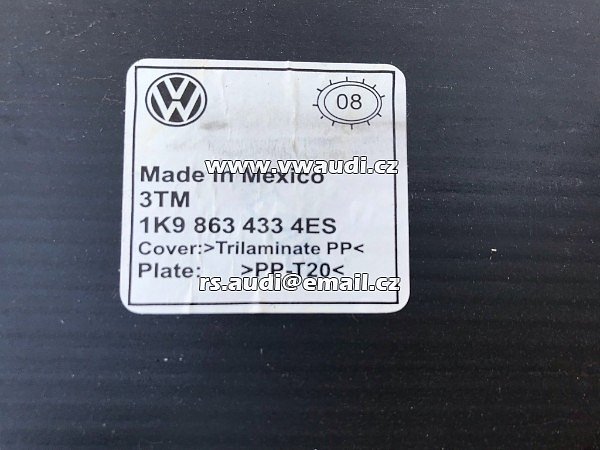 VW
08
www.vwaudi.cz
Made in Mexico
3TM
1K9 863 433 4ES
Cover:>Trilaminate PP<
Plate: >PP-T20<
rs.audi@email.cz